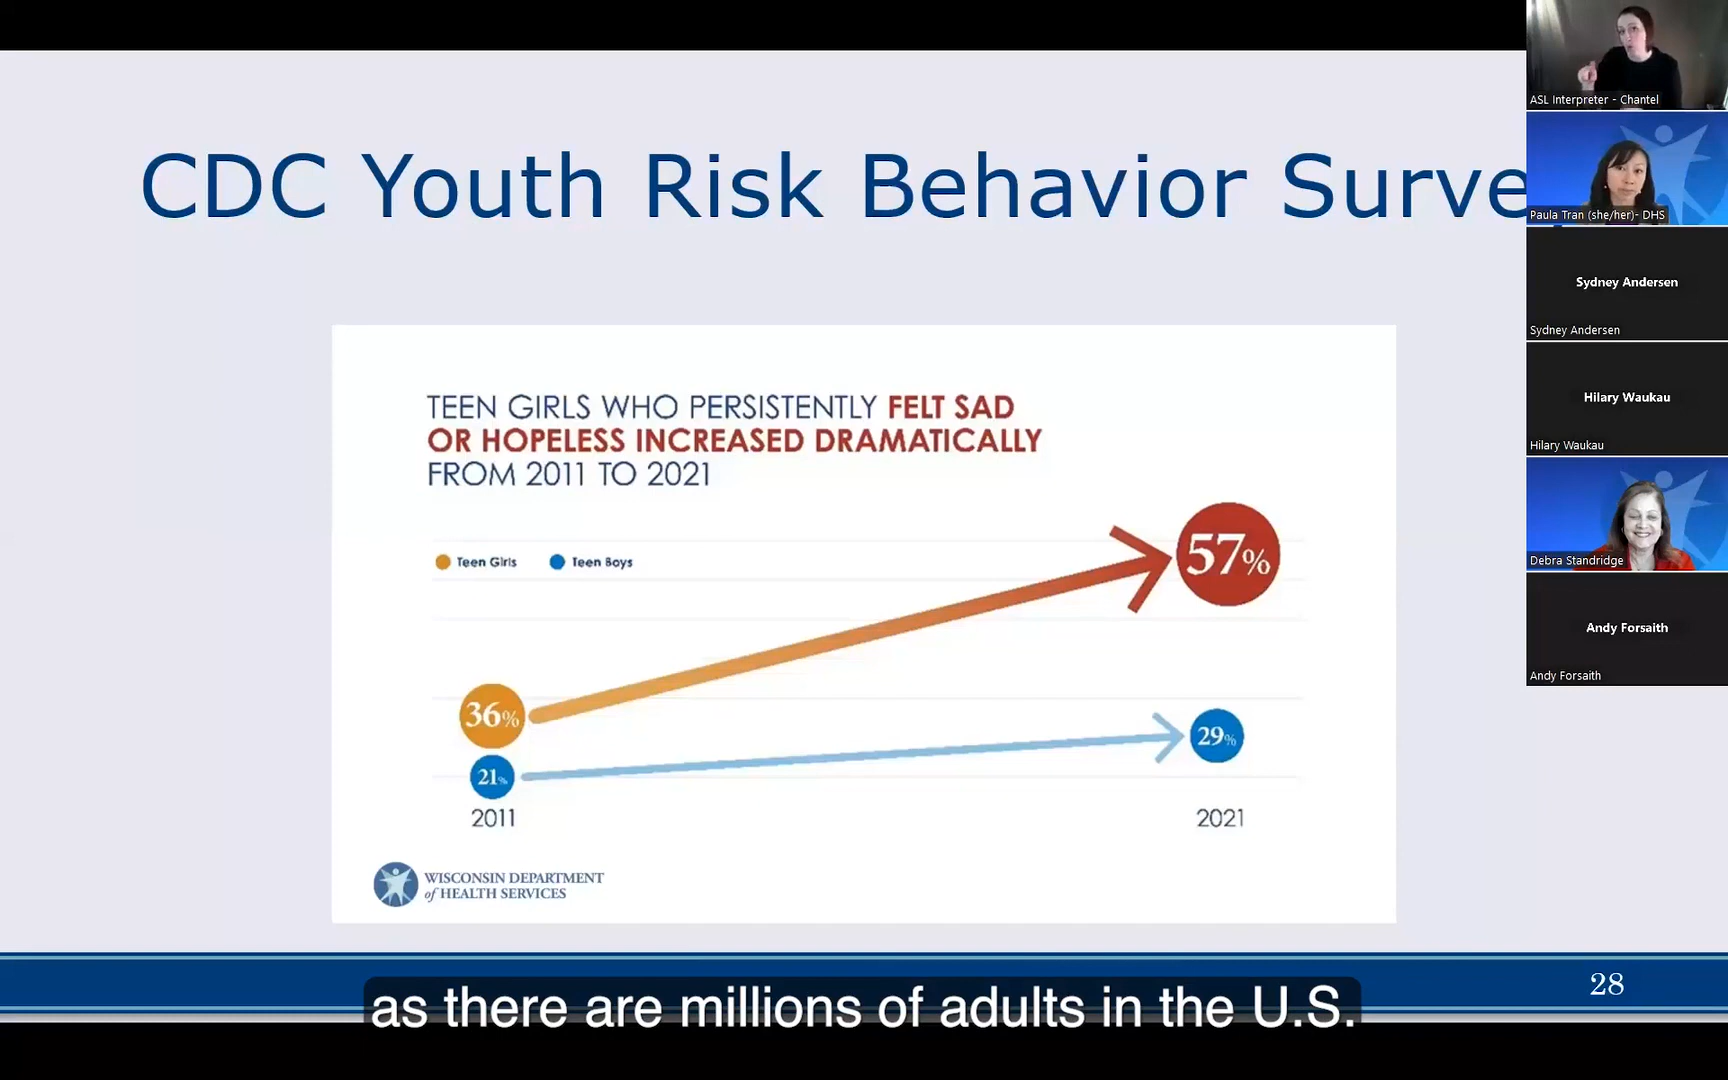 CDC Youth Risk Behavior Surve
TEEN GIRLS WHO PERSISTENTLY FELT SAD
OR HOPELESS INCREASED DRAMATICALLY
FROM 2011 TO 2021
Teen Girls
Teen Boys
57%
36%
29%
21%
2011
2021
WISCONSIN DEPARTMENT
of HEALTH SERVICES
28
as there are millions of adults in the U.S.
ASL Interpreter - Chantel
Paula Tran (she/her)- DHS
Sydney Andersen
Sydney Andersen
Hilary Waukau
Hilary Waukau
Debra Standridge
Andy Forsaith
Andy Forsaith